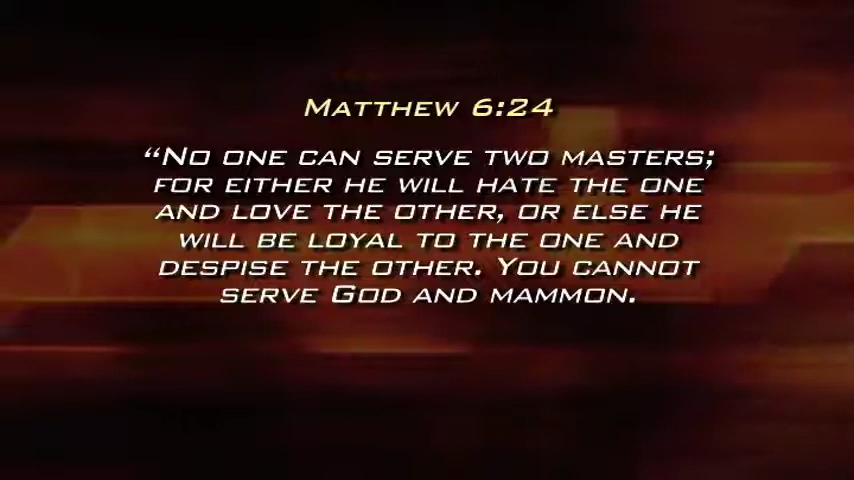 Matthew 6:24
“No one can serve two masters;
for either he will hate the one
and love the other, or else he
will be loyal to the one and
despise the other. You cannot
serve God and mammon.